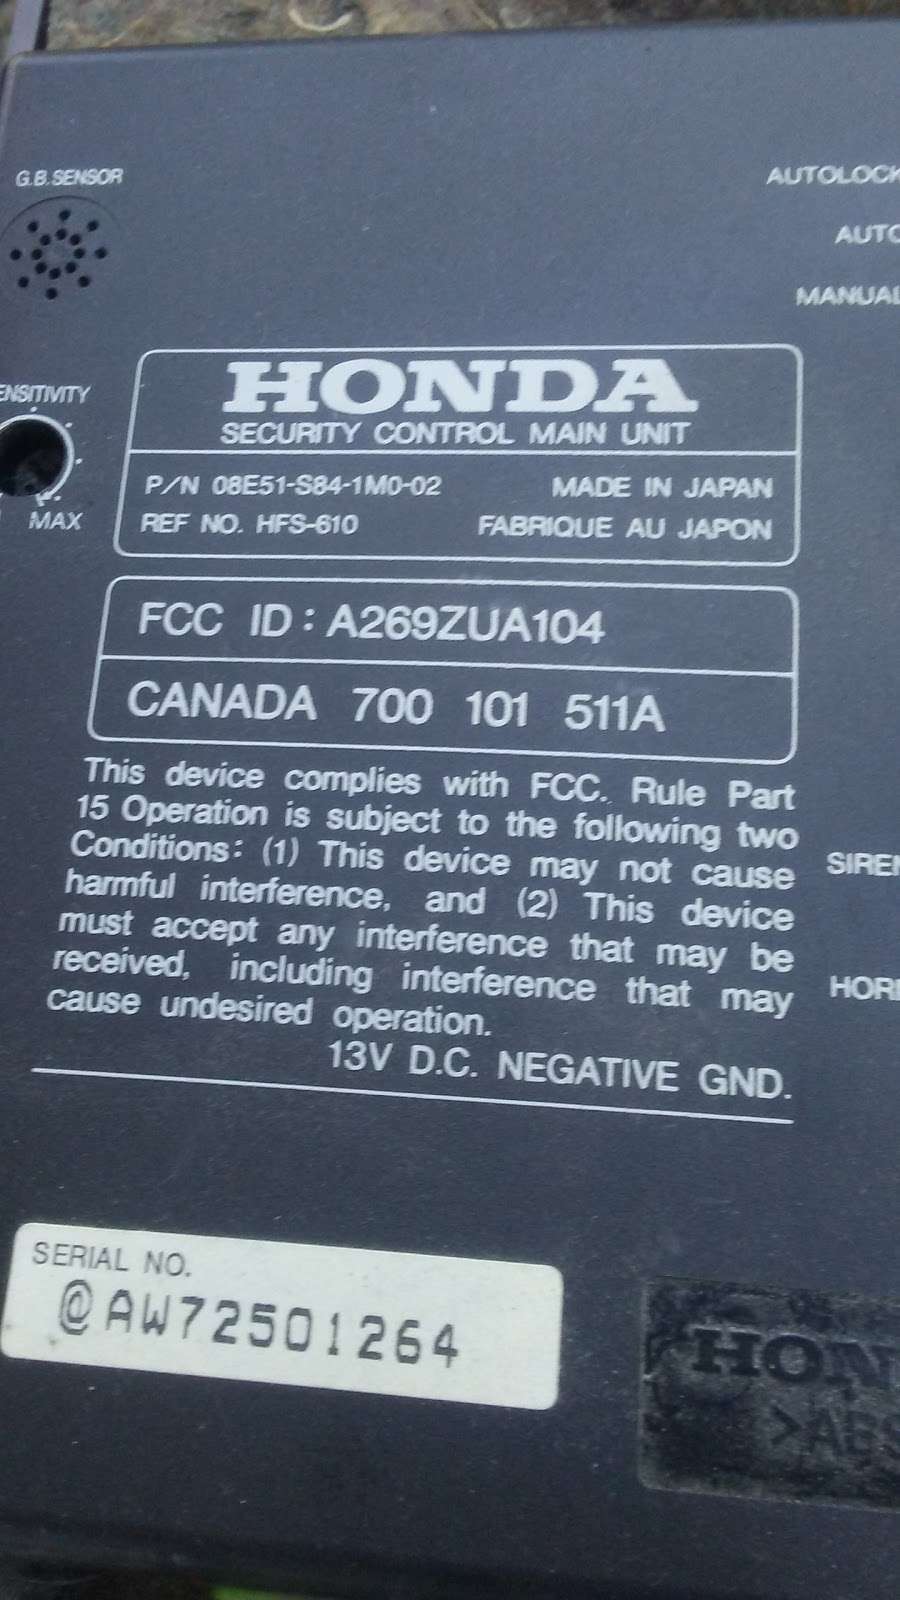 G.B.SENSOR
AUTOLOCK
AUTO
MANUAL
HONDA
SECURITY CONTROL MAIN UNIT
ENSITIVITY
MAX
P/N 08E51-S84-1M0-02 MADE IN JAPAN
REF NO. HFS-610 FABRIQUE AU JAPON
FCC ID : A269ZUA104
CANADA 700 101 511A
This device complies with FCC. Rule Part
15 Operation is subject to the following two
Conditions: (1) This device may not cause
harmful interference, and (2) This device
must accept any interference that may be
received, including interference that may
cause undesired operation.
13V D.C. NEGATIVE GND.
SIREN
HORN
SERIAL NO.
@AW72501264
HON
>ABS